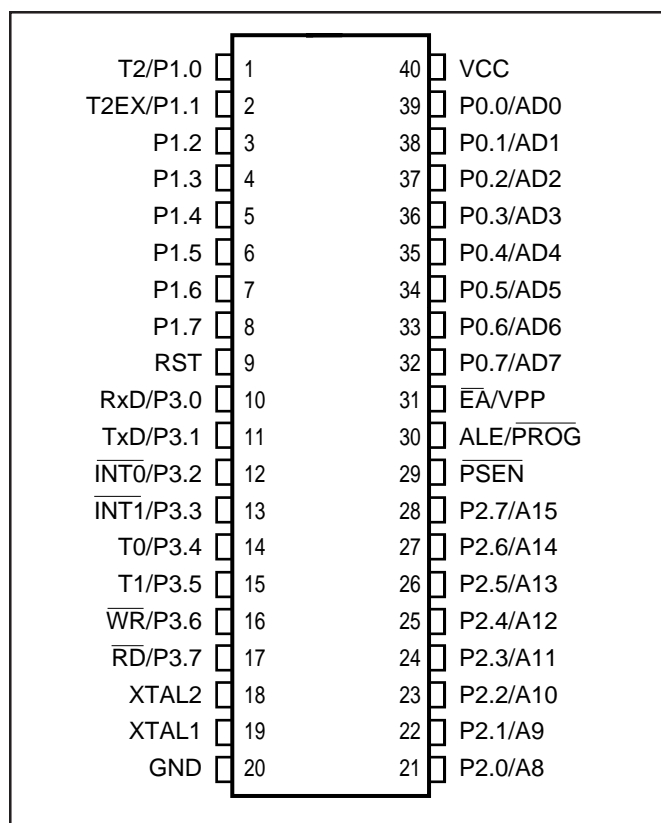 T2/P1.0 1 40 VCC
T2EX/P1.1 2 39 P0.0/AD0
P1.2 3 38 P0.1/AD1
P1.3 4 37 P0.2/AD2
P1.4 5 36 P0.3/AD3
P1.5 6 35 P0.4/AD4
P1.6 7 34 P0.5/AD5
P1.7 8 33 P0.6/AD6
RST 9 32 P0.7/AD7
RxD/P3.0 10 31 E̅A̅/VPP
TxD/P3.1 11 30 ALE/P̅R̅O̅G̅
I̅N̅T̅0̅/P3.2 12 29 P̅S̅E̅N̅
I̅N̅T̅1̅/P3.3 13 28 P2.7/A15
T0/P3.4 14 27 P2.6/A14
T1/P3.5 15 26 P2.5/A13
W̅R̅/P3.6 16 25 P2.4/A12
R̅D̅/P3.7 17 24 P2.3/A11
XTAL2 18 23 P2.2/A10
XTAL1 19 22 P2.1/A9
GND 20 21 P2.0/A8